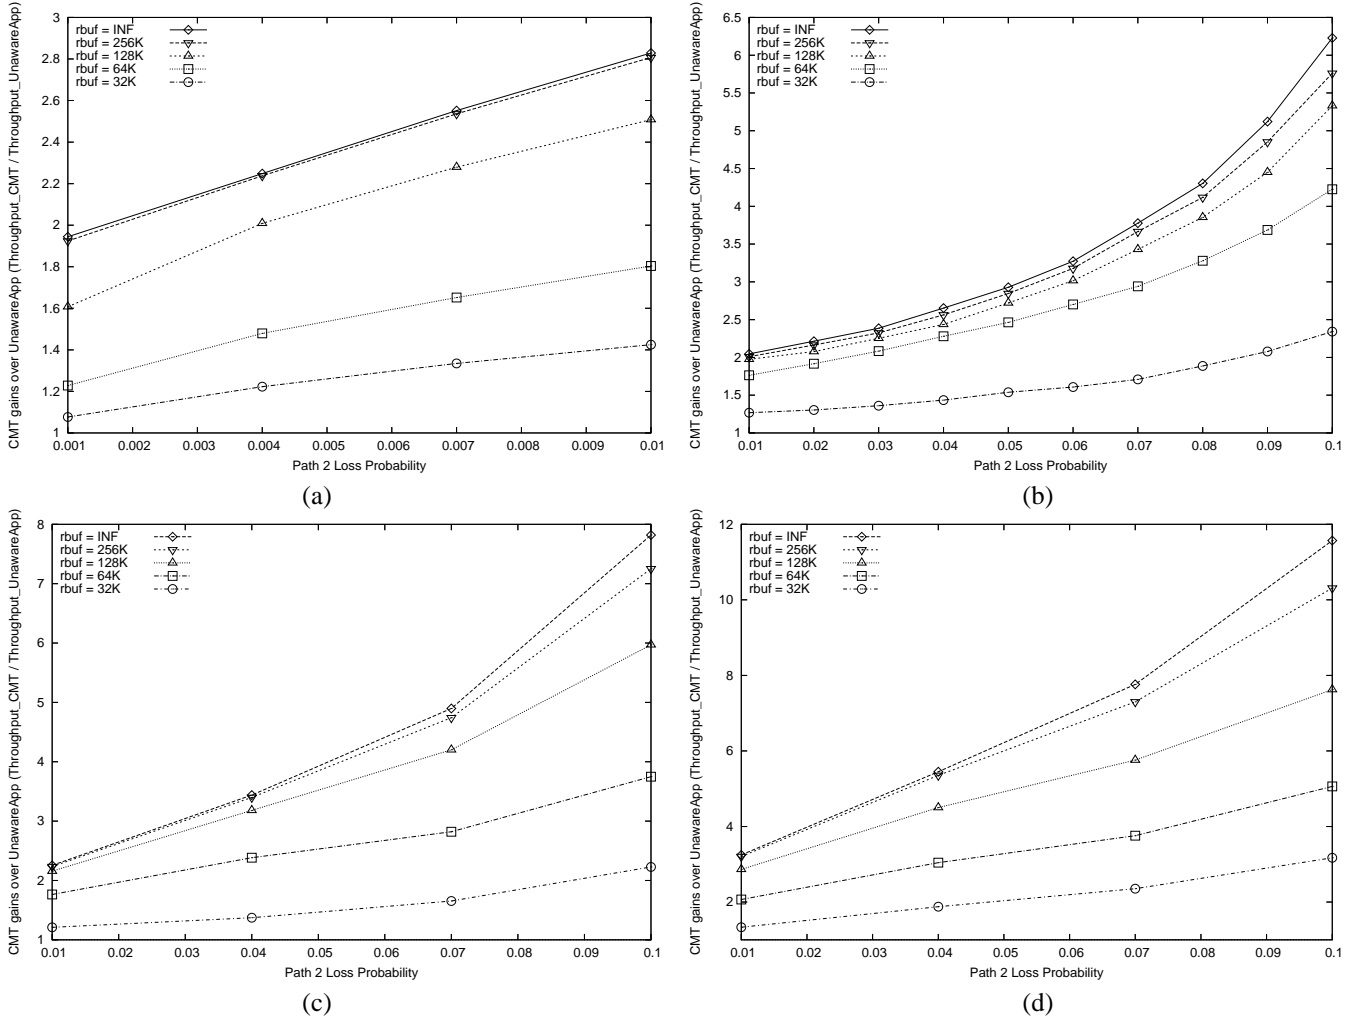 CMT gains over UnawareApp (Throughput_CMT / Throughput_UnawareApp)
3
2.8
2.6
2.4
2.2
2
1.8
1.6
1.4
1.2
1
rbuf = INF
rbuf = 256K
rbuf = 128K
rbuf = 64K
rbuf = 32K
0.001 0.002 0.003 0.004 0.005 0.006 0.007 0.008 0.009 0.01
Path 2 Loss Probability
(a)
CMT gains over UnawareApp (Throughput_CMT / Throughput_UnawareApp)
6.5
6
5.5
5
4.5
4
3.5
3
2.5
2
1.5
1
rbuf = INF
rbuf = 256K
rbuf = 128K
rbuf = 64K
rbuf = 32K
0.01 0.02 0.03 0.04 0.05 0.06 0.07 0.08 0.09 0.1
Path 2 Loss Probability
(b)
CMT gains over UnawareApp (Throughput_CMT / Throughput_UnawareApp)
8
7
6
5
4
3
2
1
rbuf = INF
rbuf = 256K
rbuf = 128K
rbuf = 64K
rbuf = 32K
0.01 0.02 0.03 0.04 0.05 0.06 0.07 0.08 0.09 0.1
Path 2 Loss Probability
(c)
CMT gains over UnawareApp (Throughput_CMT / Throughput_UnawareApp)
12
10
8
6
4
2
rbuf = INF
rbuf = 256K
rbuf = 128K
rbuf = 64K
rbuf = 32K
0.01 0.02 0.03 0.04 0.05 0.06 0.07 0.08 0.09 0.1
Path 2 Loss Probability
(d)